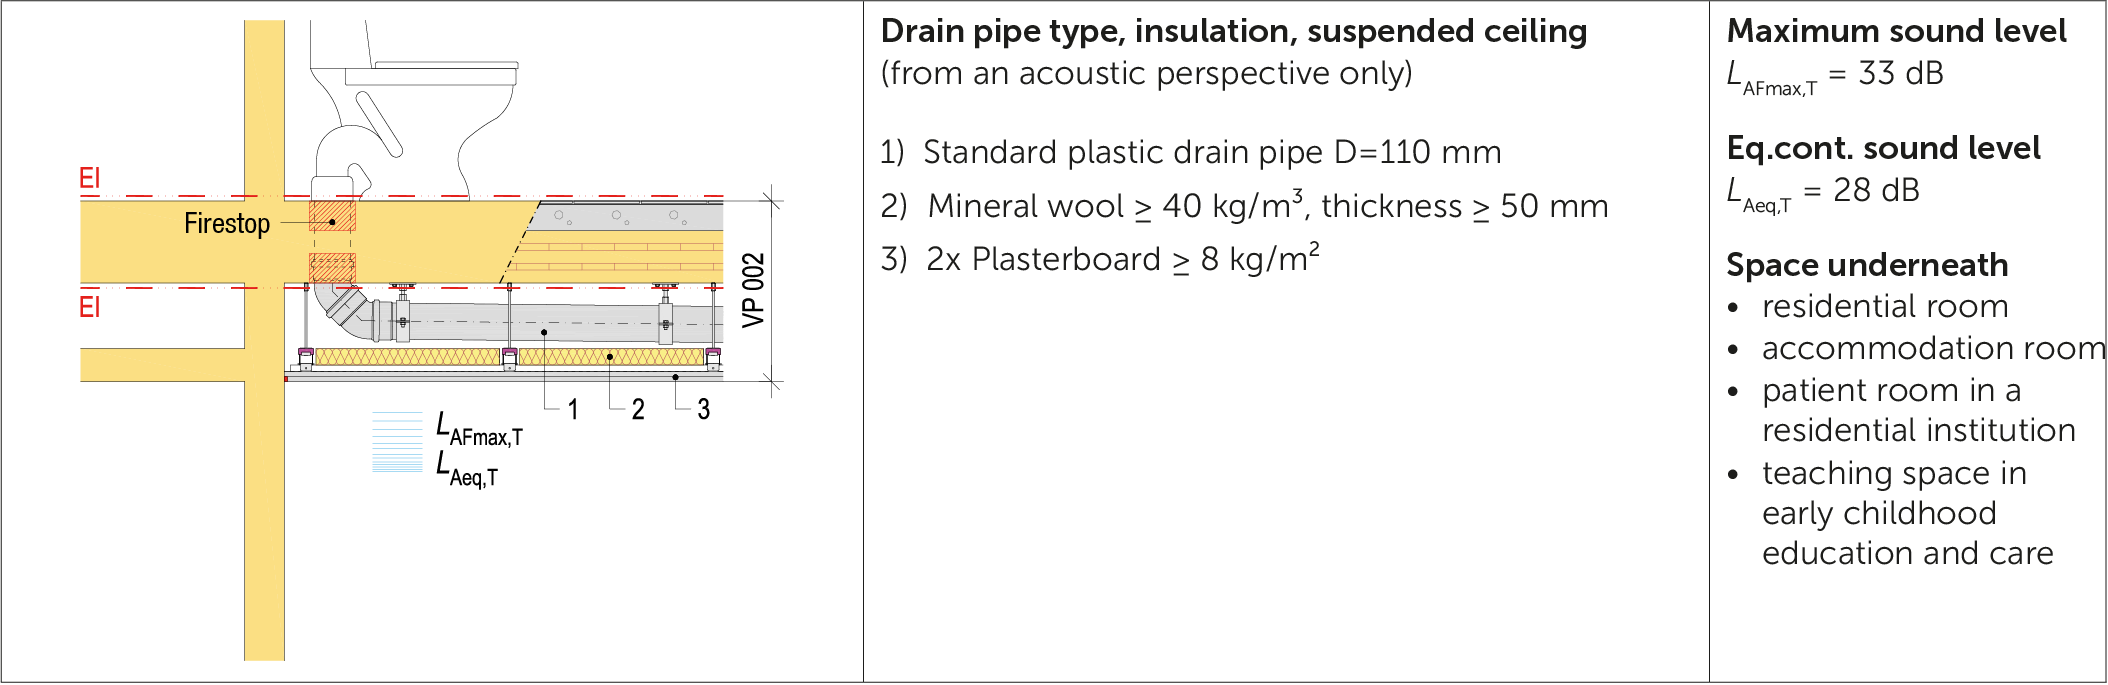 EI
Firestop
EI
VP 002
1
2
3
LAFmax,T
LAeq,T
Drain pipe type, insulation, suspended ceiling
(from an acoustic perspective only)
1) Standard plastic drain pipe D=110 mm
2) Mineral wool ≥ 40 kg/m³, thickness ≥ 50 mm
3) 2x Plasterboard ≥ 8 kg/m²
Maximum sound level
LAFmax,T = 33 dB
Eq.cont. sound level
LAeq,T = 28 dB
Space underneath
• residential room
• accommodation room
• patient room in a
residential institution
• teaching space in
early childhood
education and care